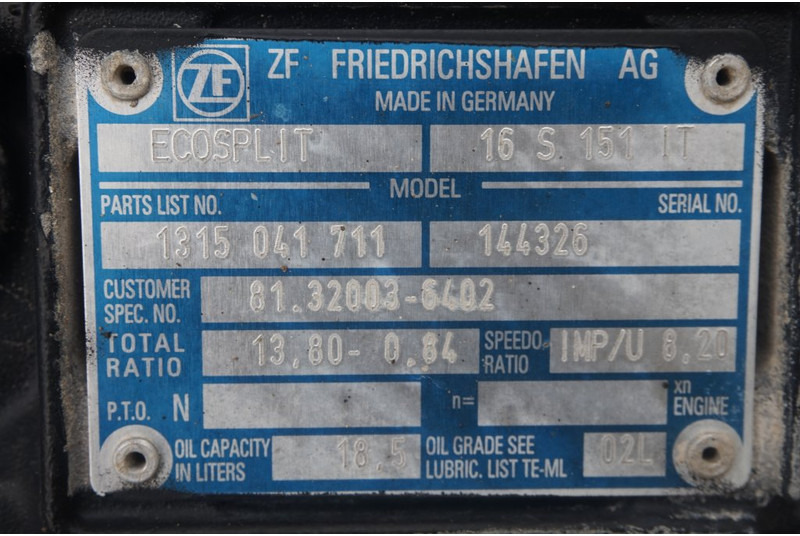 ZF ZF FRIEDRICHSHAFEN AG
MADE IN GERMANY
ECOSPLIT 16 S 151 IT
MODEL
PARTS LIST NO. SERIAL NO.
1315 041 711 144326
CUSTOMER SPEC. NO. 81.32003-6402
TOTAL RATIO 13,80- 0,84 SPEEDO RATIO IMP/U 8,20
P.T.O. N n= xn ENGINE
OIL CAPACITY IN LITERS 18,5 OIL GRADE SEE LUBRIC. LIST TE-ML 02L